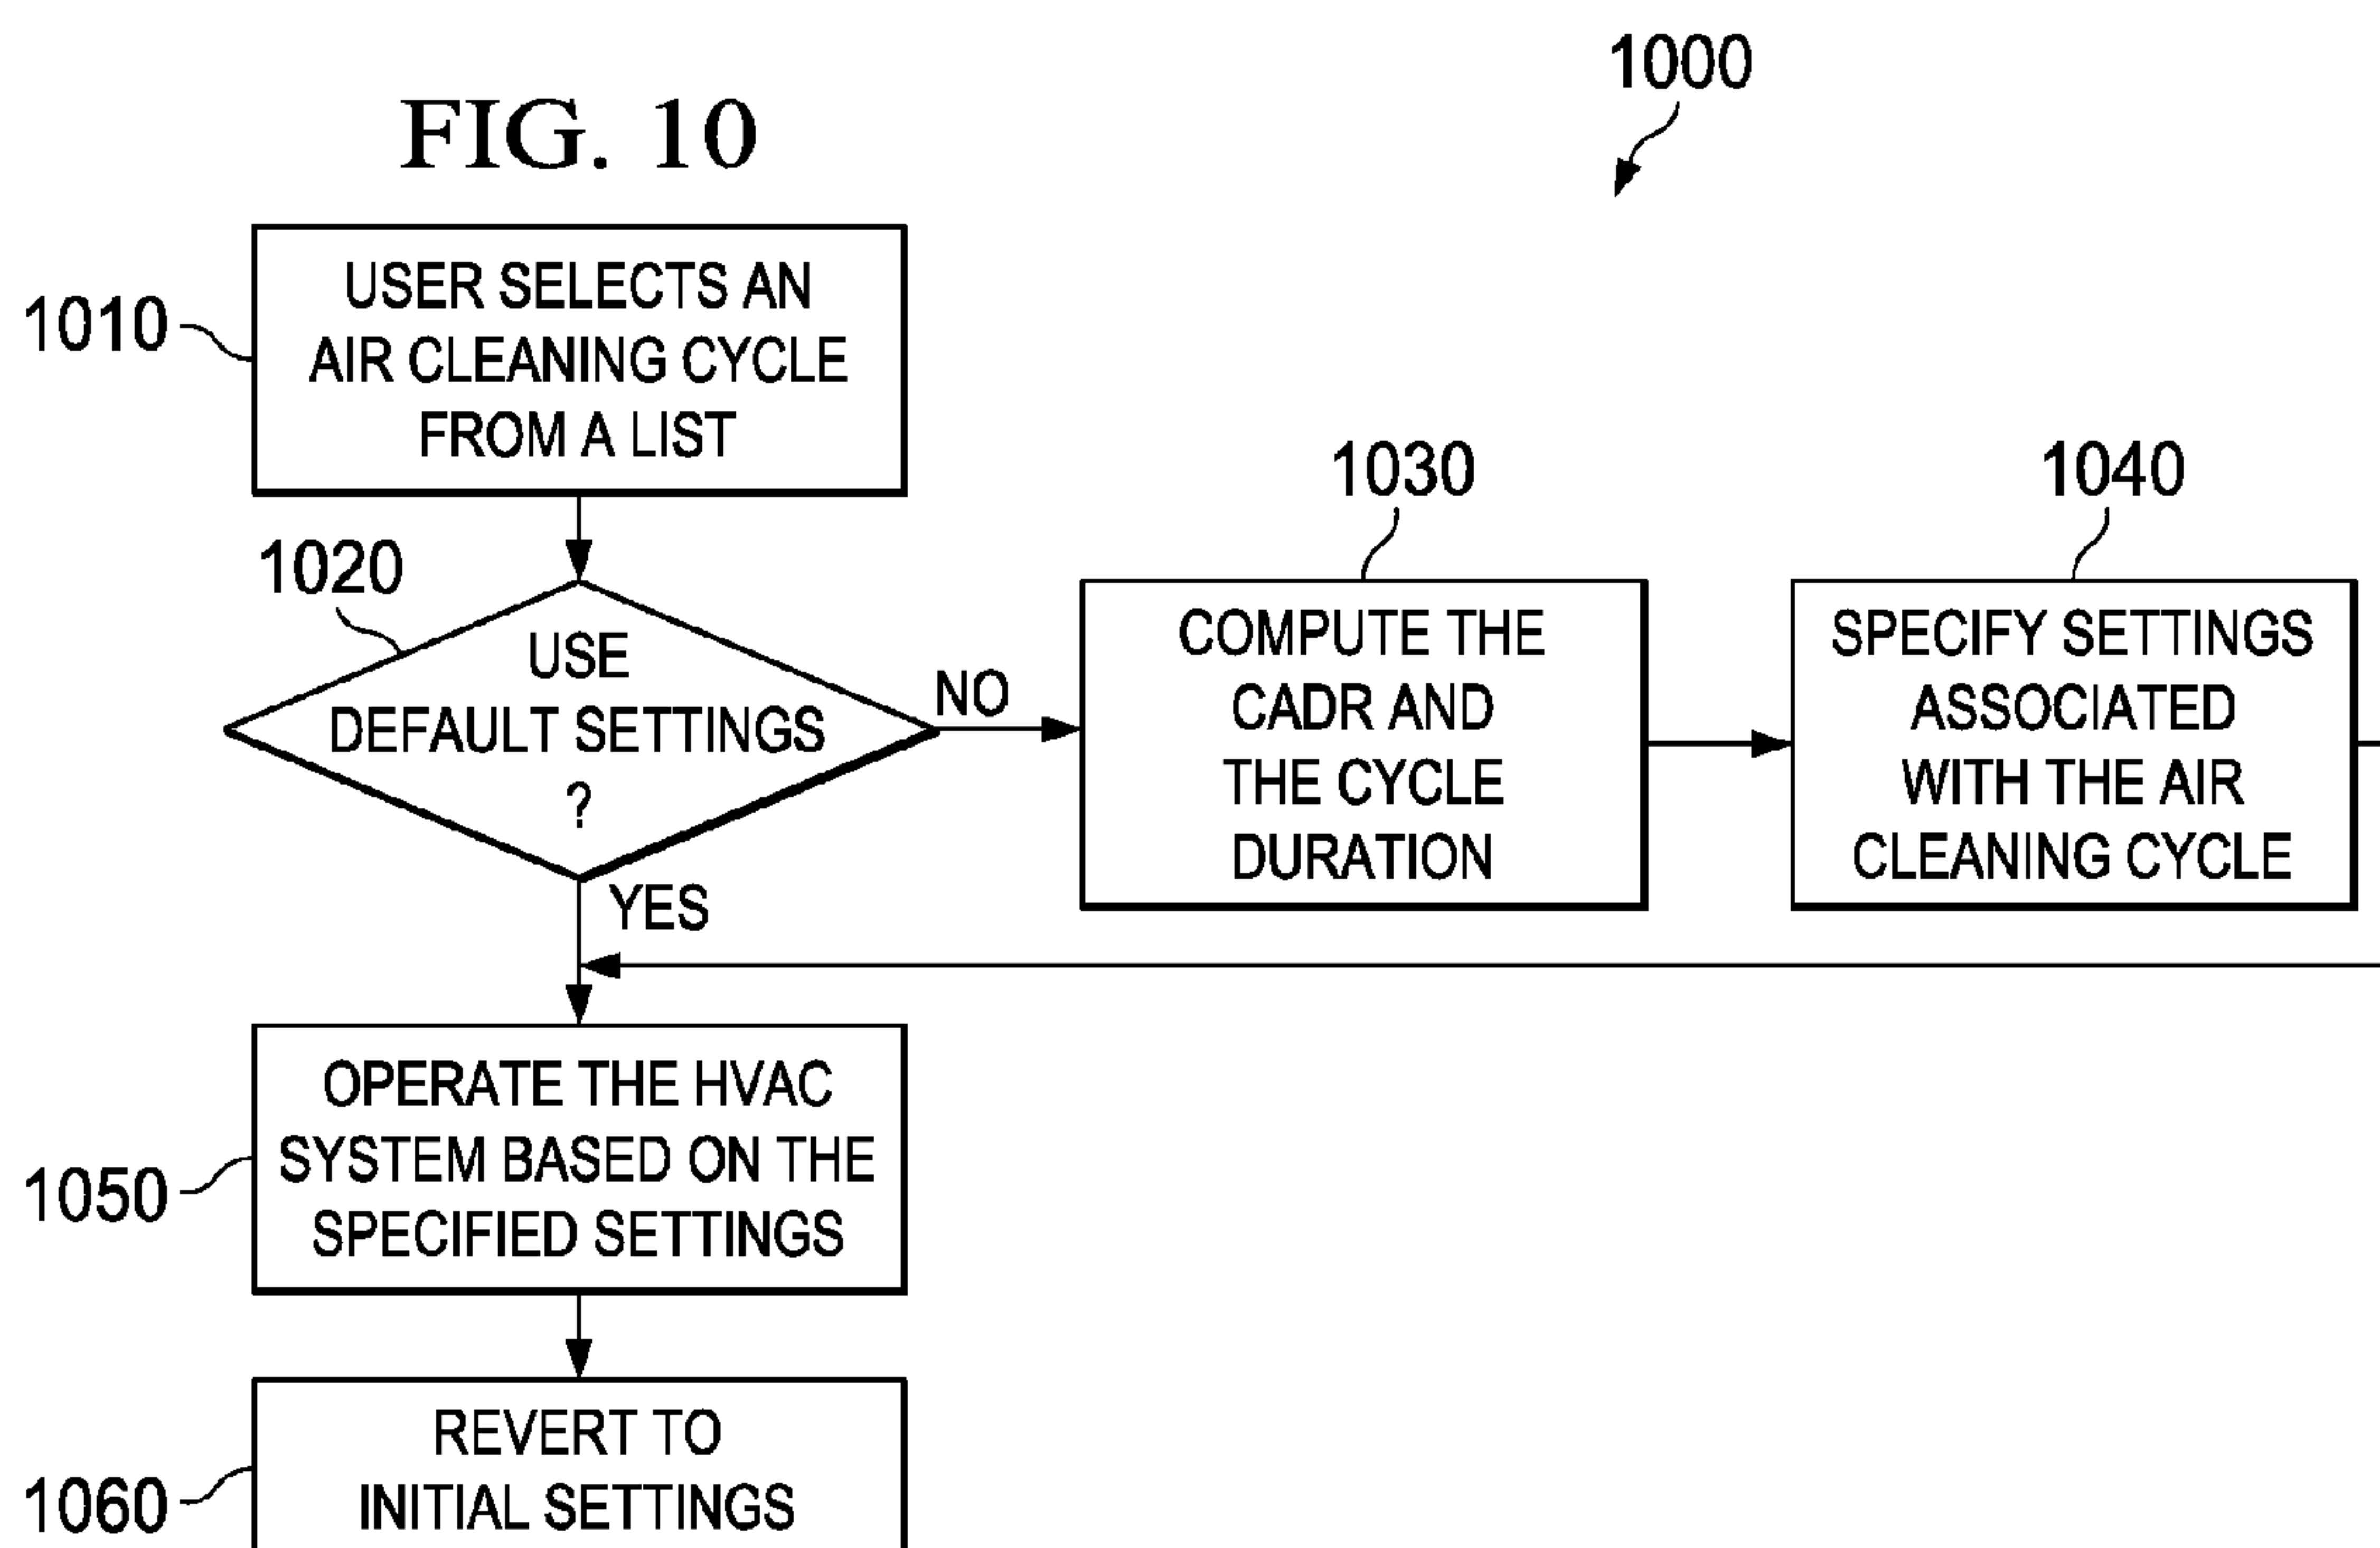 FIG. 10
1000
1010
USER SELECTS AN
AIR CLEANING CYCLE
FROM A LIST
1020
USE
DEFAULT SETTINGS
?
NO
YES
1030
COMPUTE THE
CADR AND
THE CYCLE
DURATION
1040
SPECIFY SETTINGS
ASSOCIATED
WITH THE AIR
CLEANING CYCLE
1050
OPERATE THE HVAC
SYSTEM BASED ON THE
SPECIFIED SETTINGS
1060
REVERT TO
INITIAL SETTINGS